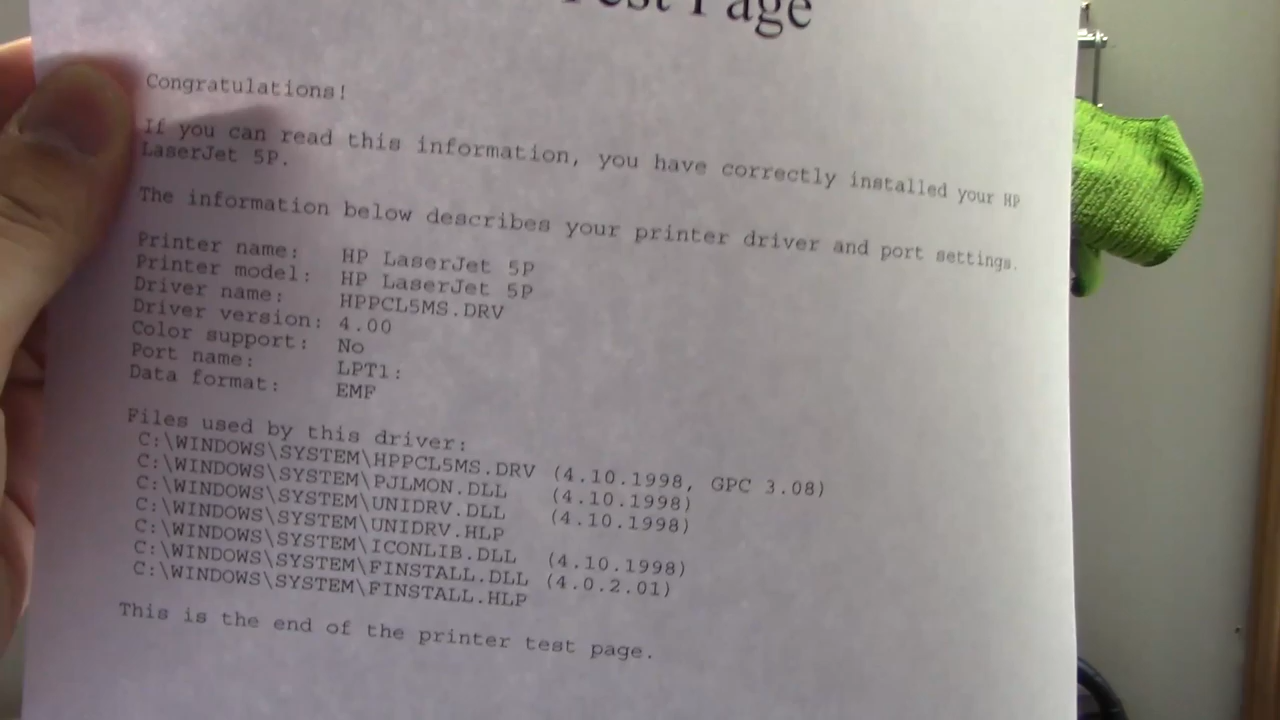 Test Page
Congratulations!
If you can read this information, you have correctly installed your HP
LaserJet 5P.
The information below describes your printer driver and port settings.
Printer name: HP LaserJet 5P
Printer model: HP LaserJet 5P
Driver name: HPPCL5MS.DRV
Driver version: 4.00
Color support: No
Port name: LPT1:
Data format: EMF
Files used by this driver:
C:\WINDOWS\SYSTEM\HPPCL5MS.DRV (4.10.1998, GPC 3.08)
C:\WINDOWS\SYSTEM\PJLMON.DLL (4.10.1998)
C:\WINDOWS\SYSTEM\UNIDRV.DLL (4.10.1998)
C:\WINDOWS\SYSTEM\UNIDRV.HLP
C:\WINDOWS\SYSTEM\ICONLIB.DLL (4.10.1998)
C:\WINDOWS\SYSTEM\FINSTALL.DLL (4.0.2.01)
C:\WINDOWS\SYSTEM\FINSTALL.HLP
This is the end of the printer test page.